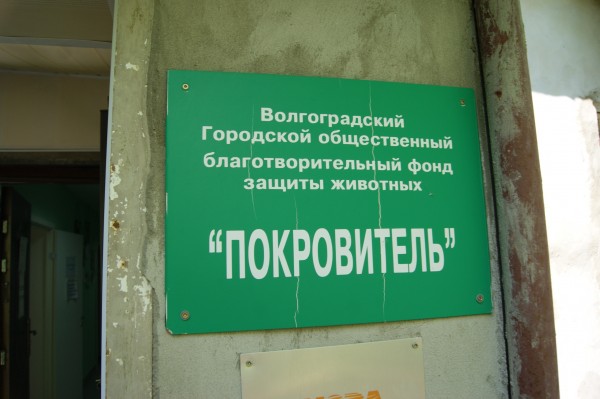 Волгоградский
Городской общественный
благотворительный фонд
защиты животных
“ПОКРОВИТЕЛЬ”